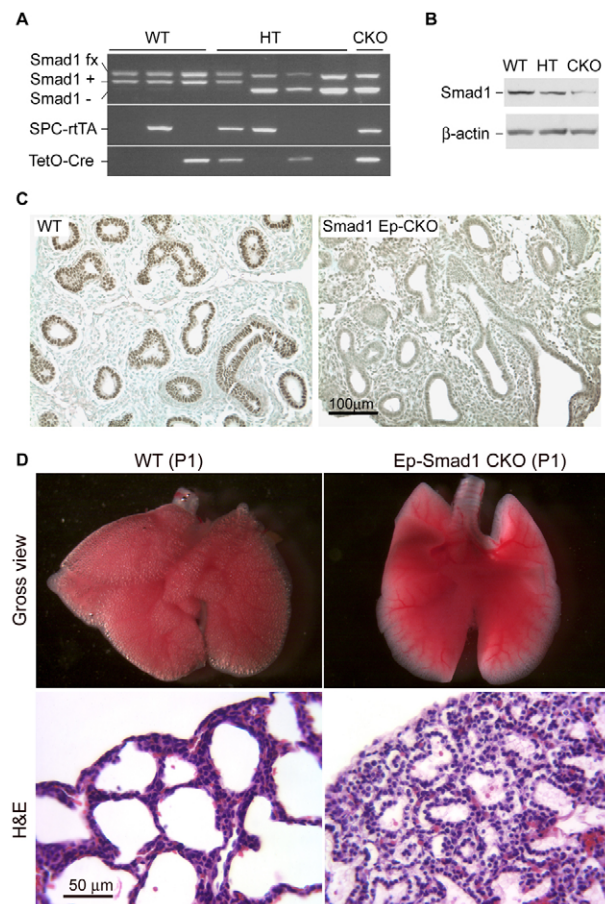 A
WT HT CKO
Smad1 fx
Smad1 +
Smad1 -
SPC-rtTA
TetO-Cre
B
WT HT CKO
Smad1
β-actin
C
WT
Smad1 Ep-CKO
100μm
D
WT (P1) Ep-Smad1 CKO (P1)
Gross view
H&E
50 μm